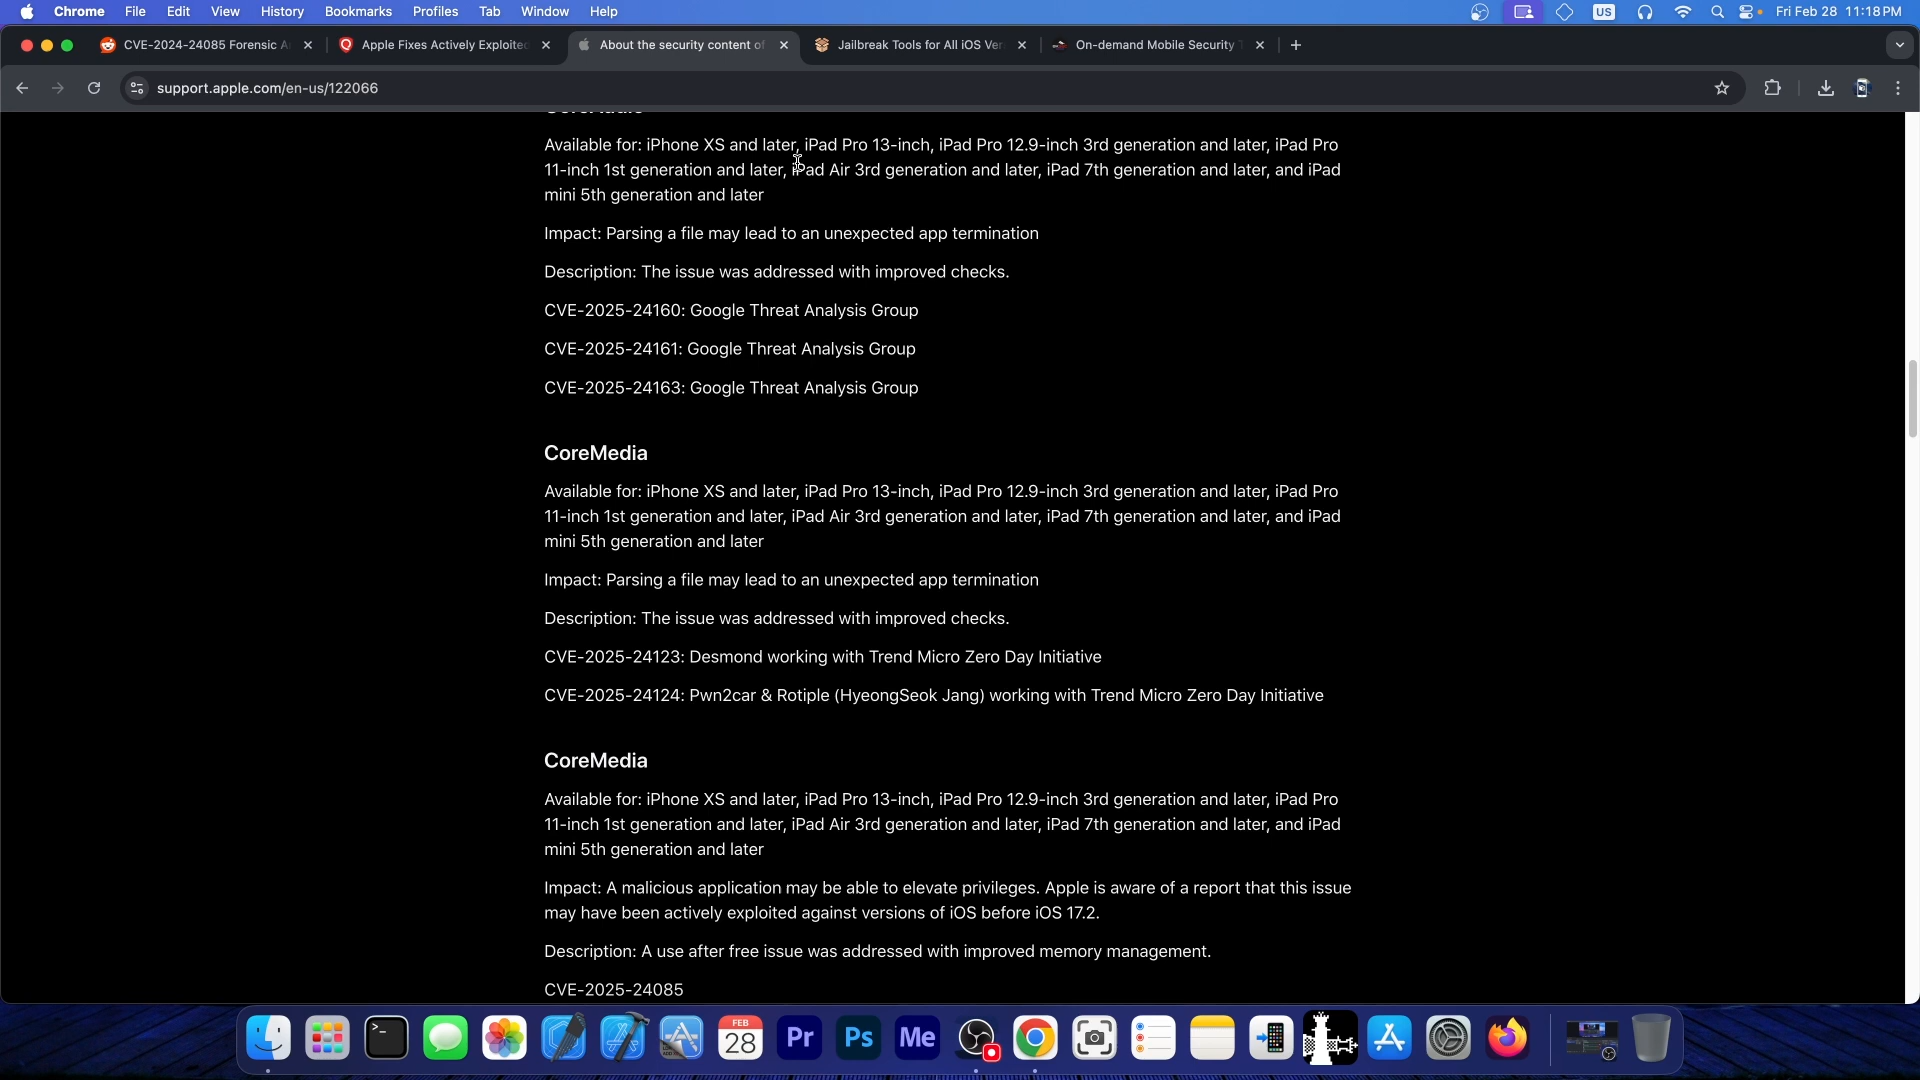 Chrome File Edit View History Bookmarks Profiles Tab Window Help US Fri Feb 28 11:18 PM
CVE-2024-24085 Forensic A Apple Fixes Actively Exploited About the security content of Jailbreak Tools for All iOS Ver On-demand Mobile Security T
support.apple.com/en-us/122066
Available for: iPhone XS and later, iPad Pro 13-inch, iPad Pro 12.9-inch 3rd generation and later, iPad Pro
11-inch 1st generation and later, iPad Air 3rd generation and later, iPad 7th generation and later, and iPad
mini 5th generation and later
Impact: Parsing a file may lead to an unexpected app termination
Description: The issue was addressed with improved checks.
CVE-2025-24160: Google Threat Analysis Group
CVE-2025-24161: Google Threat Analysis Group
CVE-2025-24163: Google Threat Analysis Group
CoreMedia
Available for: iPhone XS and later, iPad Pro 13-inch, iPad Pro 12.9-inch 3rd generation and later, iPad Pro
11-inch 1st generation and later, iPad Air 3rd generation and later, iPad 7th generation and later, and iPad
mini 5th generation and later
Impact: Parsing a file may lead to an unexpected app termination
Description: The issue was addressed with improved checks.
CVE-2025-24123: Desmond working with Trend Micro Zero Day Initiative
CVE-2025-24124: Pwn2car & Rotiple (HyeongSeok Jang) working with Trend Micro Zero Day Initiative
CoreMedia
Available for: iPhone XS and later, iPad Pro 13-inch, iPad Pro 12.9-inch 3rd generation and later, iPad Pro
11-inch 1st generation and later, iPad Air 3rd generation and later, iPad 7th generation and later, and iPad
mini 5th generation and later
Impact: A malicious application may be able to elevate privileges. Apple is aware of a report that this issue
may have been actively exploited against versions of iOS before iOS 17.2.
Description: A use after free issue was addressed with improved memory management.
CVE-2025-24085
FEB
28
Pr Ps Me